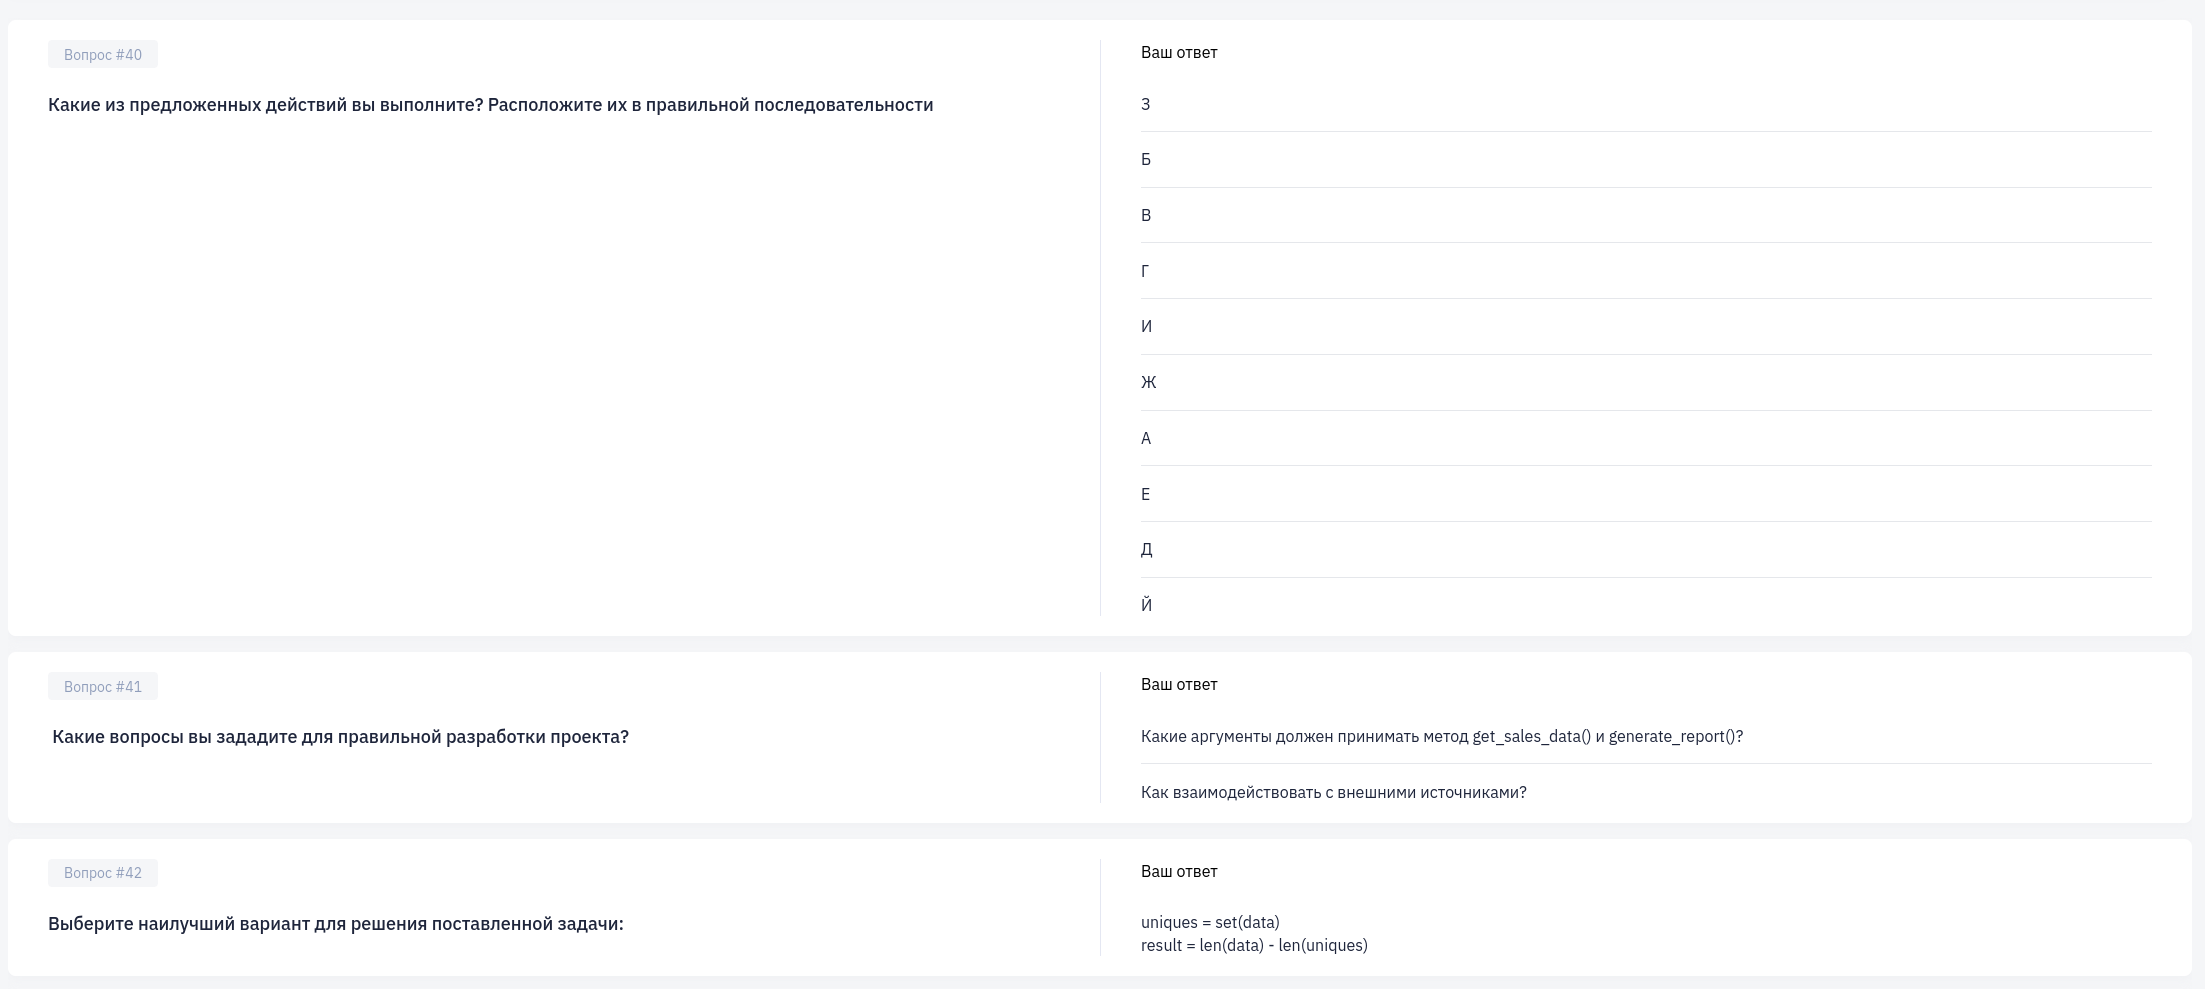 Вопрос #40
Какие из предложенных действий вы выполните? Расположите их в правильной последовательности
Ваш ответ
З
Б
В
Г
И
Ж
А
Е
Д
Й
Вопрос #41
Какие вопросы вы зададите для правильной разработки проекта?
Ваш ответ
Какие аргументы должен принимать метод get_sales_data() и generate_report()?
Как взаимодействовать с внешними источниками?
Вопрос #42
Выберите наилучший вариант для решения поставленной задачи:
Ваш ответ
uniques = set(data)
result = len(data) - len(uniques)